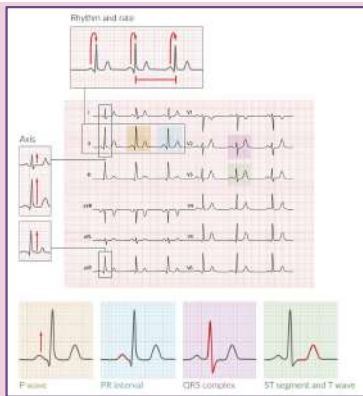 Rhythm and rate
Axis
I
V1
II
V2
III
V3
aVR
V4
aVL
V5
aVF
V6
P wave
PR interval
QRS complex
ST segment and T wave